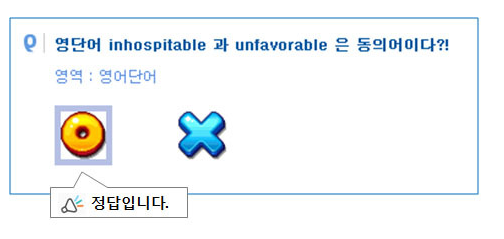 Q 영단어 inhospitable 과 unfavorable 은 동의어이다?!
영역 : 영어단어
정답입니다.